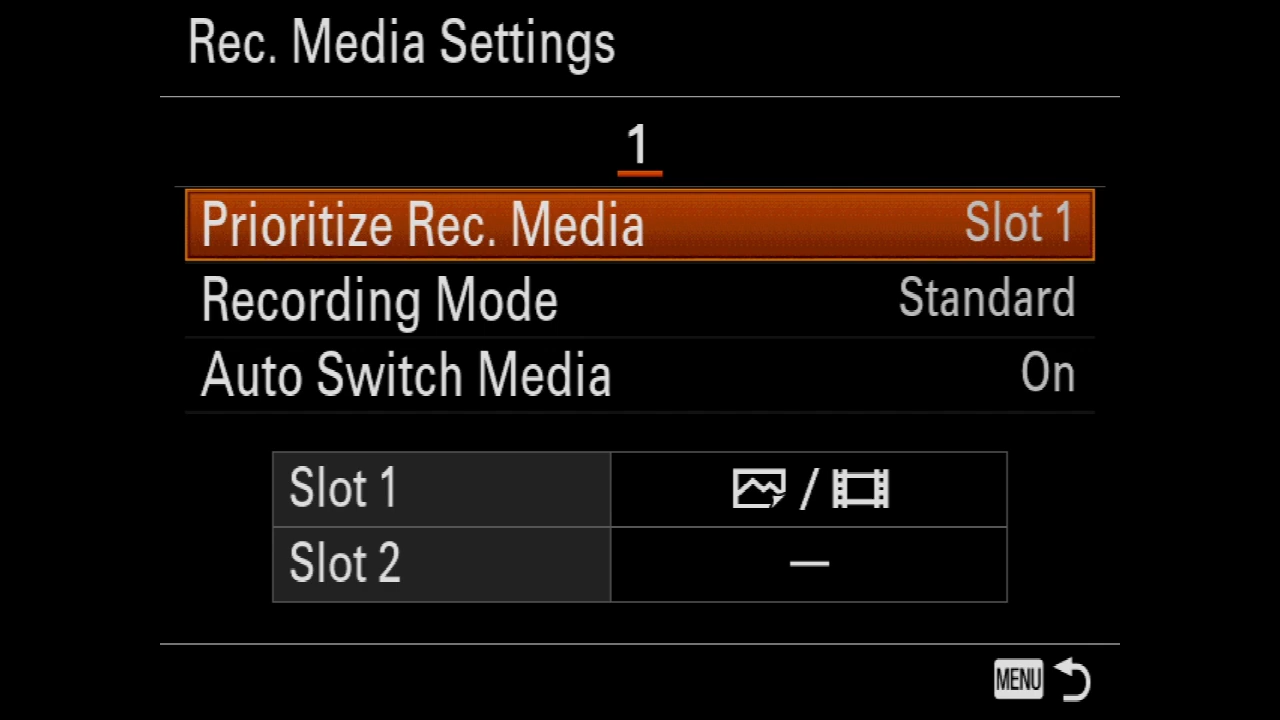 Rec. Media Settings
1
Prioritize Rec. Media Slot 1
Recording Mode Standard
Auto Switch Media On
Slot 1 /
Slot 2 —
MENU